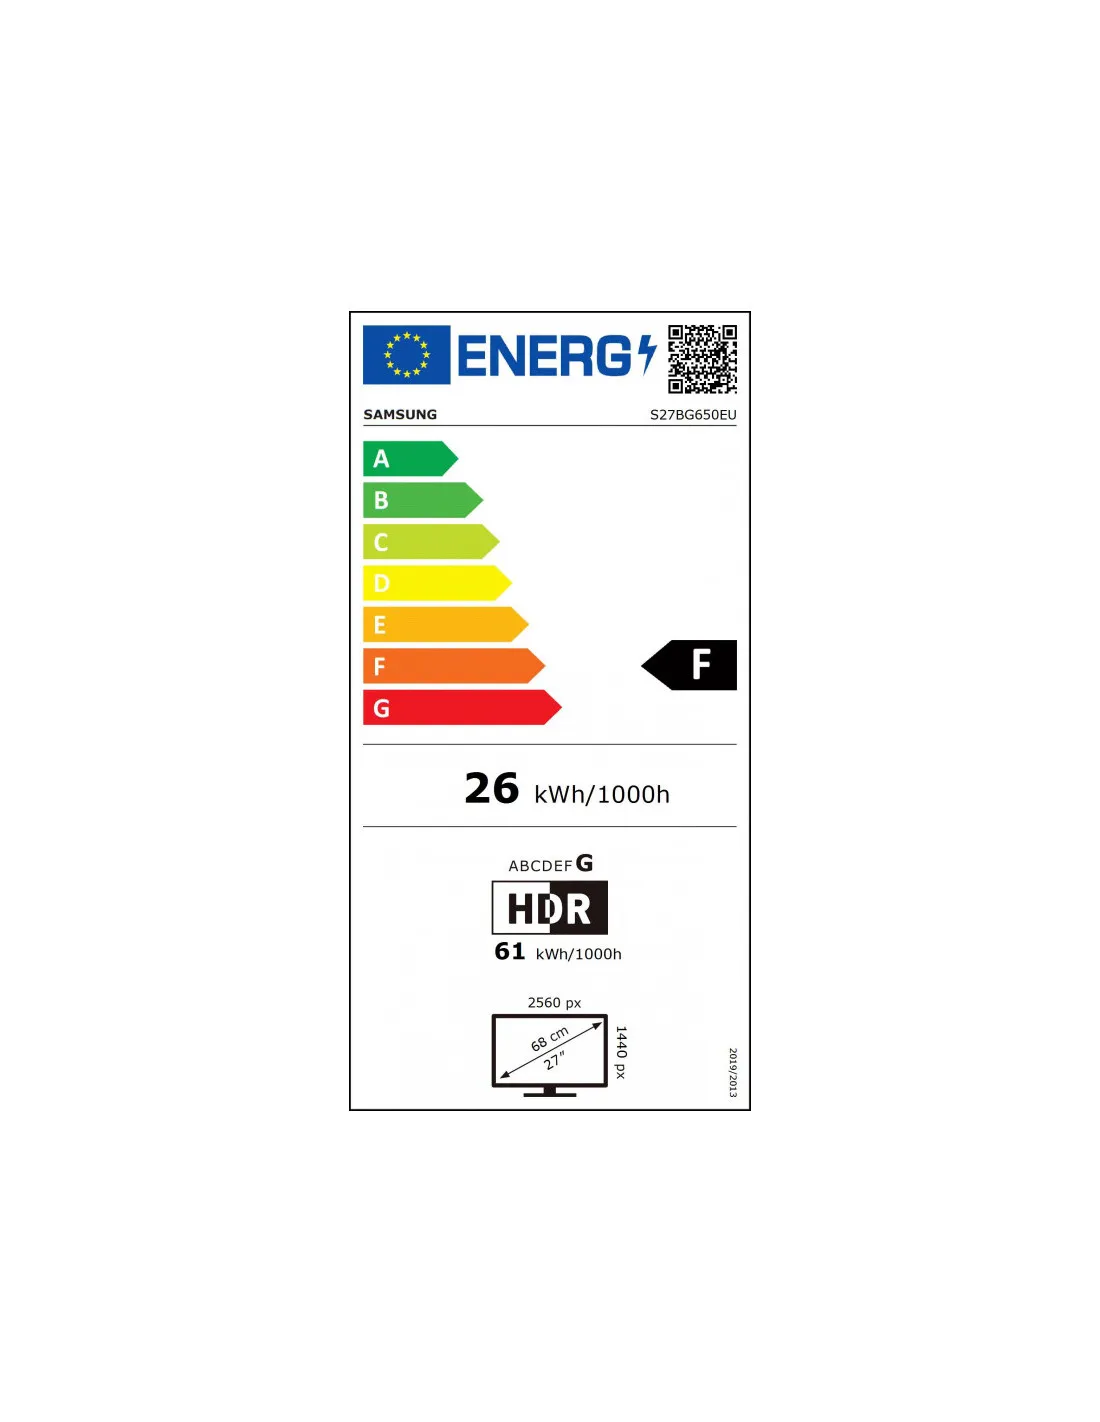 ENERG
SAMSUNG S27BG650EU
A
B
C
D
E
F
F
G
26 kWh/1000h
ABCDEFG
HDR
61 kWh/1000h
2560 px
68 cm
27"
1440 px
2019/2013